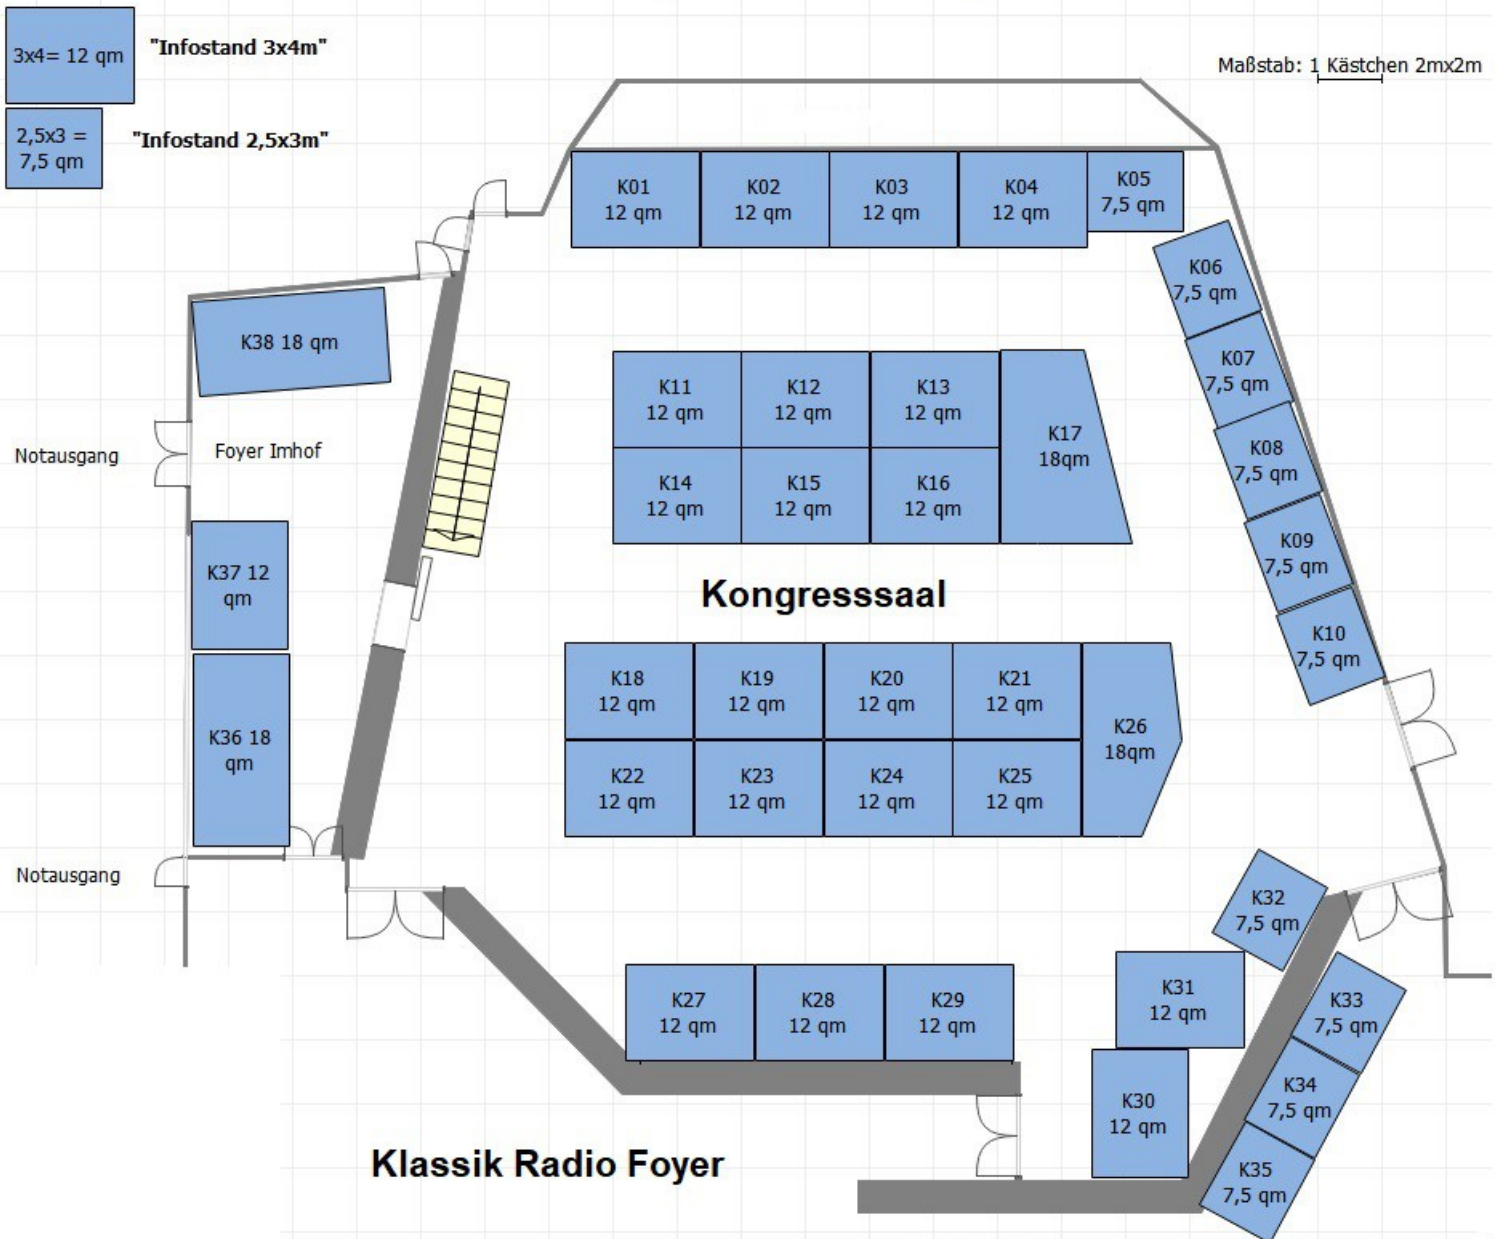 3x4= 12 qm
"Infostand 3x4m"
Maßstab: 1 Kästchen 2mx2m
2,5x3 =
7,5 qm
"Infostand 2,5x3m"
K01
12 qm
K02
12 qm
K03
12 qm
K04
12 qm
K05
7,5 qm
K06
7,5 qm
K07
7,5 qm
K08
7,5 qm
K09
7,5 qm
K10
7,5 qm
K38 18 qm
Notausgang
Foyer Imhof
K11
12 qm
K12
12 qm
K13
12 qm
K14
12 qm
K15
12 qm
K16
12 qm
K17
18qm
K37 12
qm
Kongresssaal
K36 18
qm
K18
12 qm
K19
12 qm
K20
12 qm
K21
12 qm
K22
12 qm
K23
12 qm
K24
12 qm
K25
12 qm
K26
18qm
Notausgang
K27
12 qm
K28
12 qm
K29
12 qm
K30
12 qm
K31
12 qm
K32
7,5 qm
K33
7,5 qm
K34
7,5 qm
K35
7,5 qm
Klassik Radio Foyer